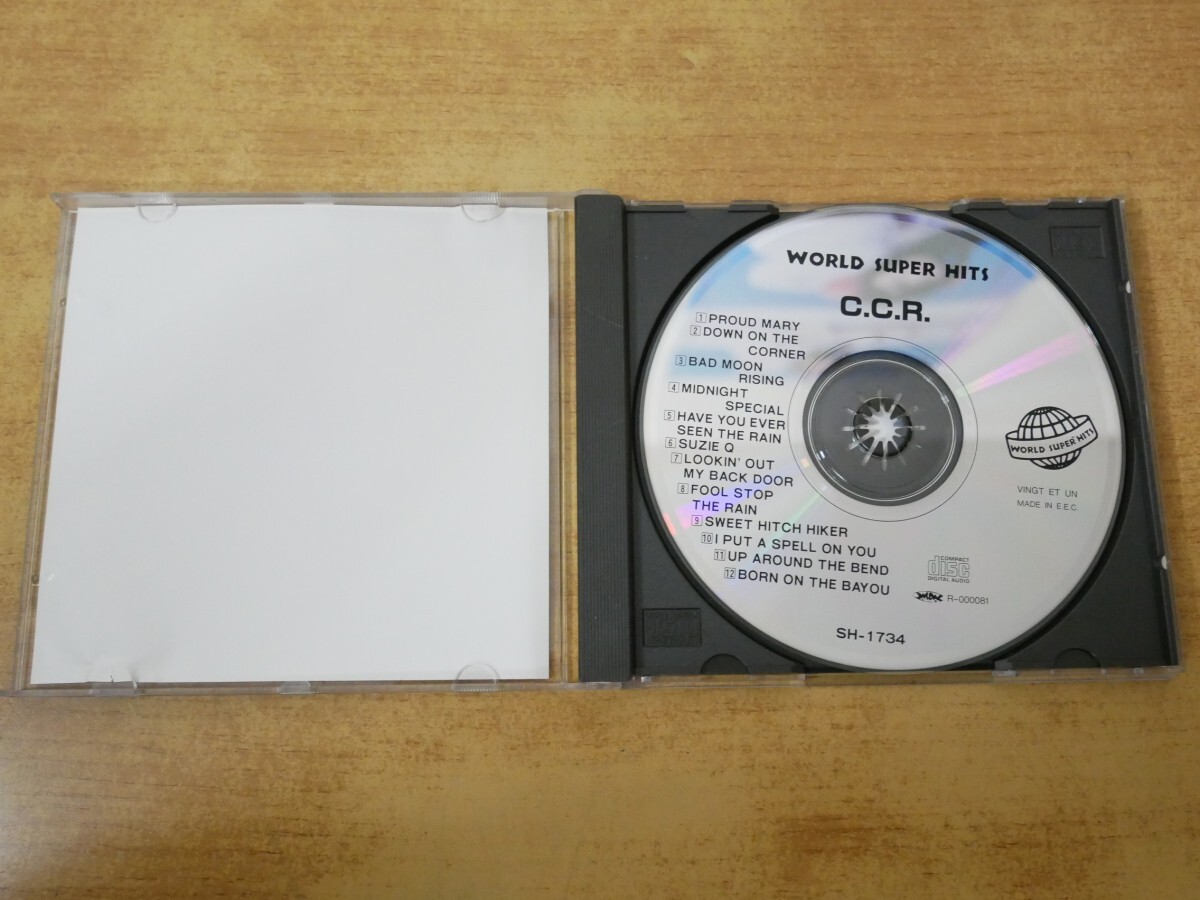 WORLD SUPER HITS
C.C.R.
1 PROUD MARY
2 DOWN ON THE
CORNER
3 BAD MOON
RISING
4 MIDNIGHT
SPECIAL
5 HAVE YOU EVER
SEEN THE RAIN
6 SUZIE Q
7 LOOKIN' OUT
MY BACK DOOR
8 FOOL STOP
THE RAIN
9 SWEET HITCH HIKER
10 I PUT A SPELL ON YOU
11 UP AROUND THE BEND
12 BORN ON THE BAYOU
WORLD SUPER HITS
VINGT ET UN
MADE IN E.E.C.
COMPACT
disc
DIGITAL AUDIO
R-000081
SH-1734